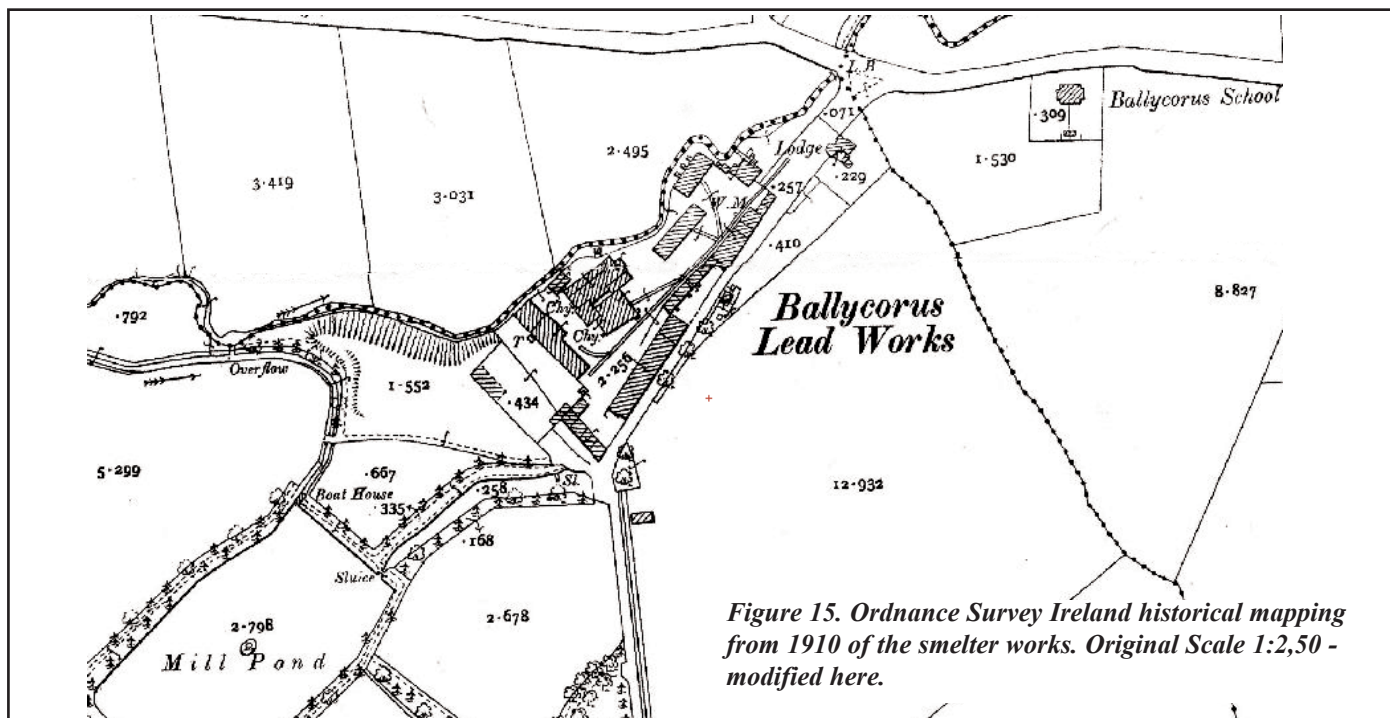 L.B
Ballycorus School
·309
·071
2·495
Lodge
1·530
3·419
3·031
·257
·229
W.M
·410
8·827
Ballycorus
Lead Works
·792
Chy.
Chy.
Overflow
1·552
2·256
·434
5·299
·667
Sl.
12·932
Boat House
·258
·335
·168
Sluice
2·798
2·678
Mill Pond
Figure 15. Ordnance Survey Ireland historical mapping
from 1910 of the smelter works. Original Scale 1:2,50 -
modified here.